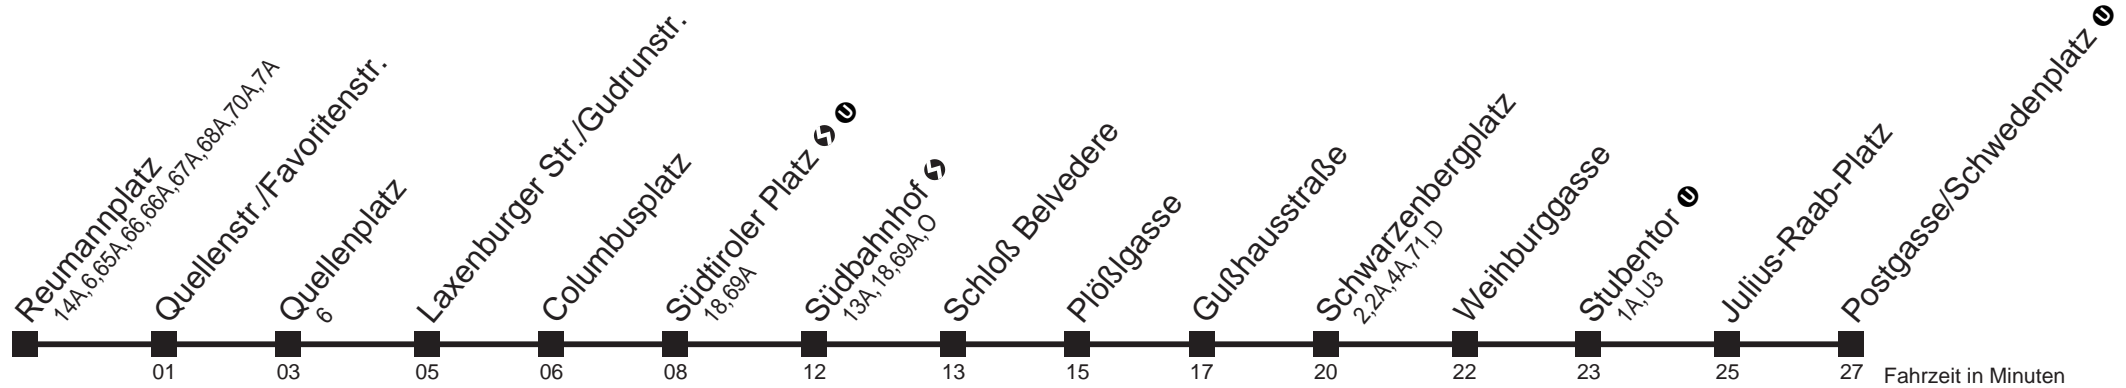 Reumannplatz
14A,6,65A,66,66A,67A,68A,70A,7A
Quellenstr./Favoritenstr.
Quellenplatz
6
Laxenburger Str./Gudrunstr.
Columbusplatz
Südtiroler Platz
18,69A
Südbahnhof
13A,18,69A,O
Schloß Belvedere
Plößlgasse
Gußhausstraße
Schwarzenbergplatz
2,2A,4A,71,D
Weihburggasse
Stubentor U
1A,U3
Julius-Raab-Platz
Postgasse/Schwedenplatz U
01 03 05 06 08 12 13 15 17 20 22 23 25 27 Fahrzeit in Minuten